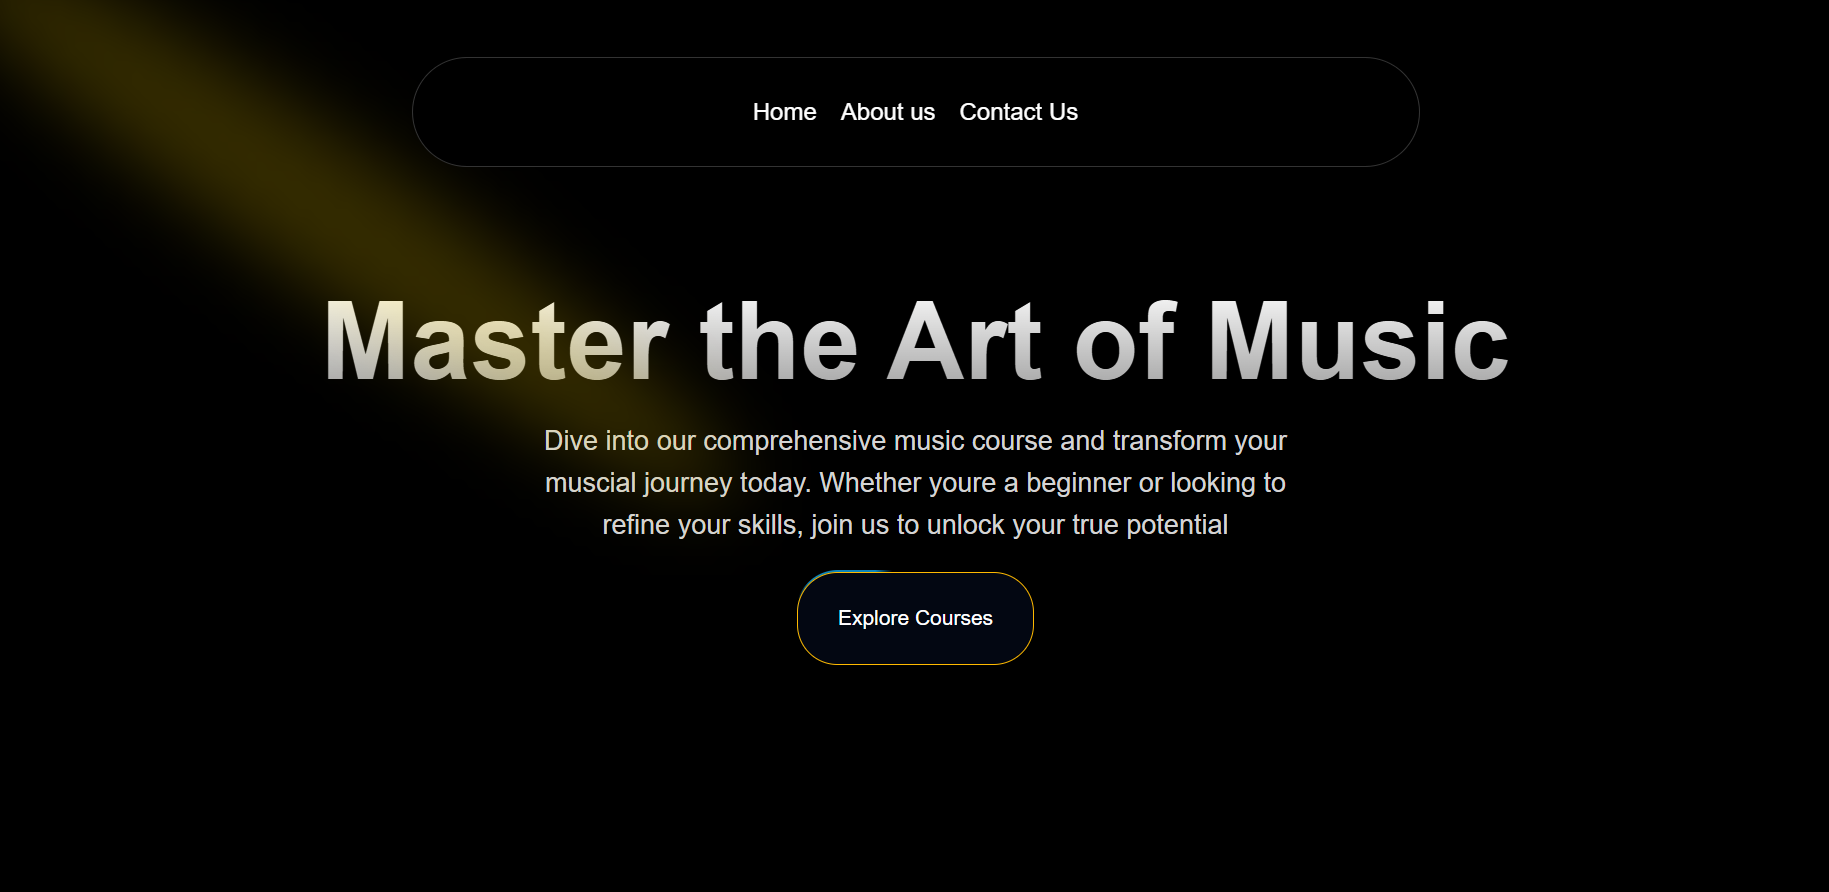 Home About us Contact Us
Master the Art of Music
Dive into our comprehensive music course and transform your
muscial journey today. Whether youre a beginner or looking to
refine your skills, join us to unlock your true potential
Explore Courses